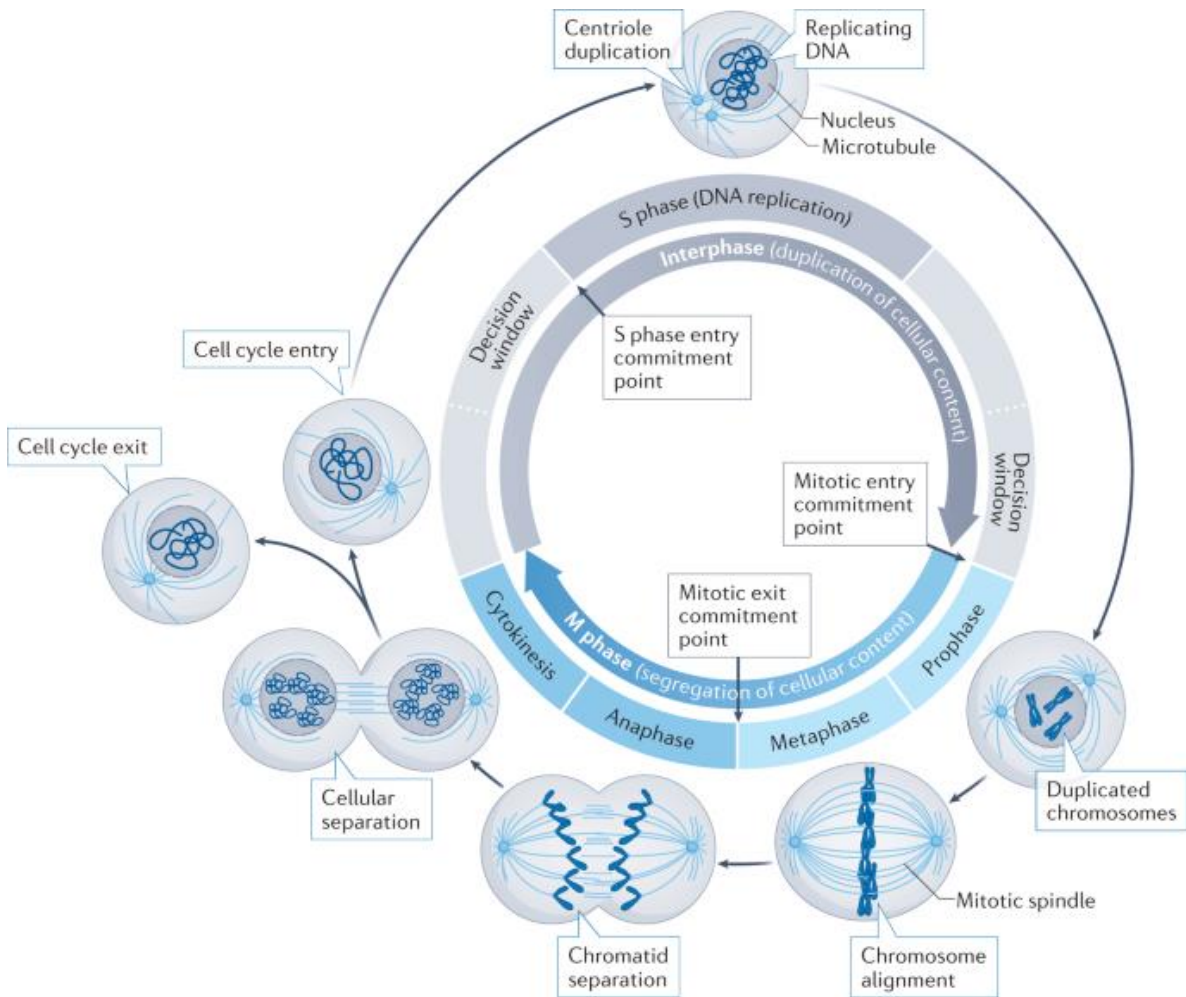 Centriole
duplication
Replicating
DNA
Nucleus
Microtubule
S phase (DNA replication)
Interphase (duplication of cellular content)
Decision
window
S phase entry
commitment
point
Cell cycle entry
Cell cycle exit
Decision
window
Mitotic entry
commitment
point
Mitotic exit
commitment
point
M phase (segregation of cellular content)
Prophase
Metaphase
Anaphase
Cytokinesis
Duplicated
chromosomes
Cellular
separation
Mitotic spindle
Chromatid
separation
Chromosome
alignment